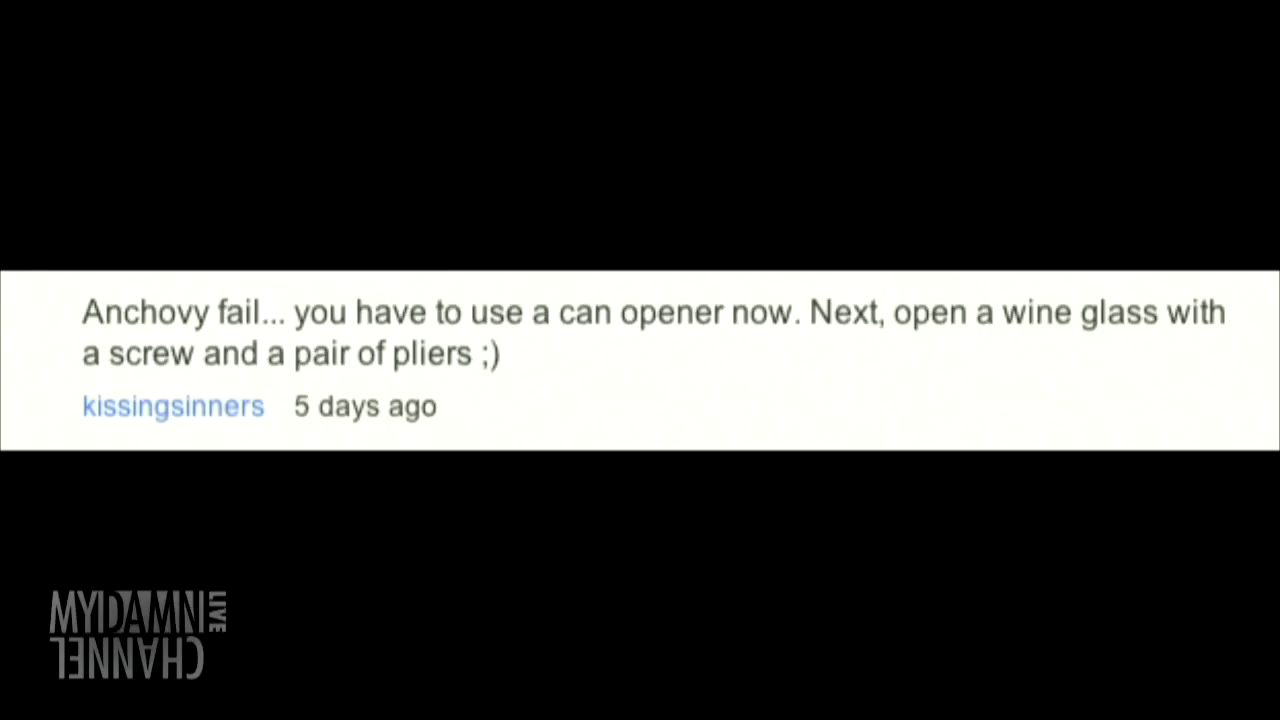 Anchovy fail... you have to use a can opener now. Next, open a wine glass with
a screw and a pair of pliers ;)
kissingsinners 5 days ago
MYDAMN LIVE
CHANNEL